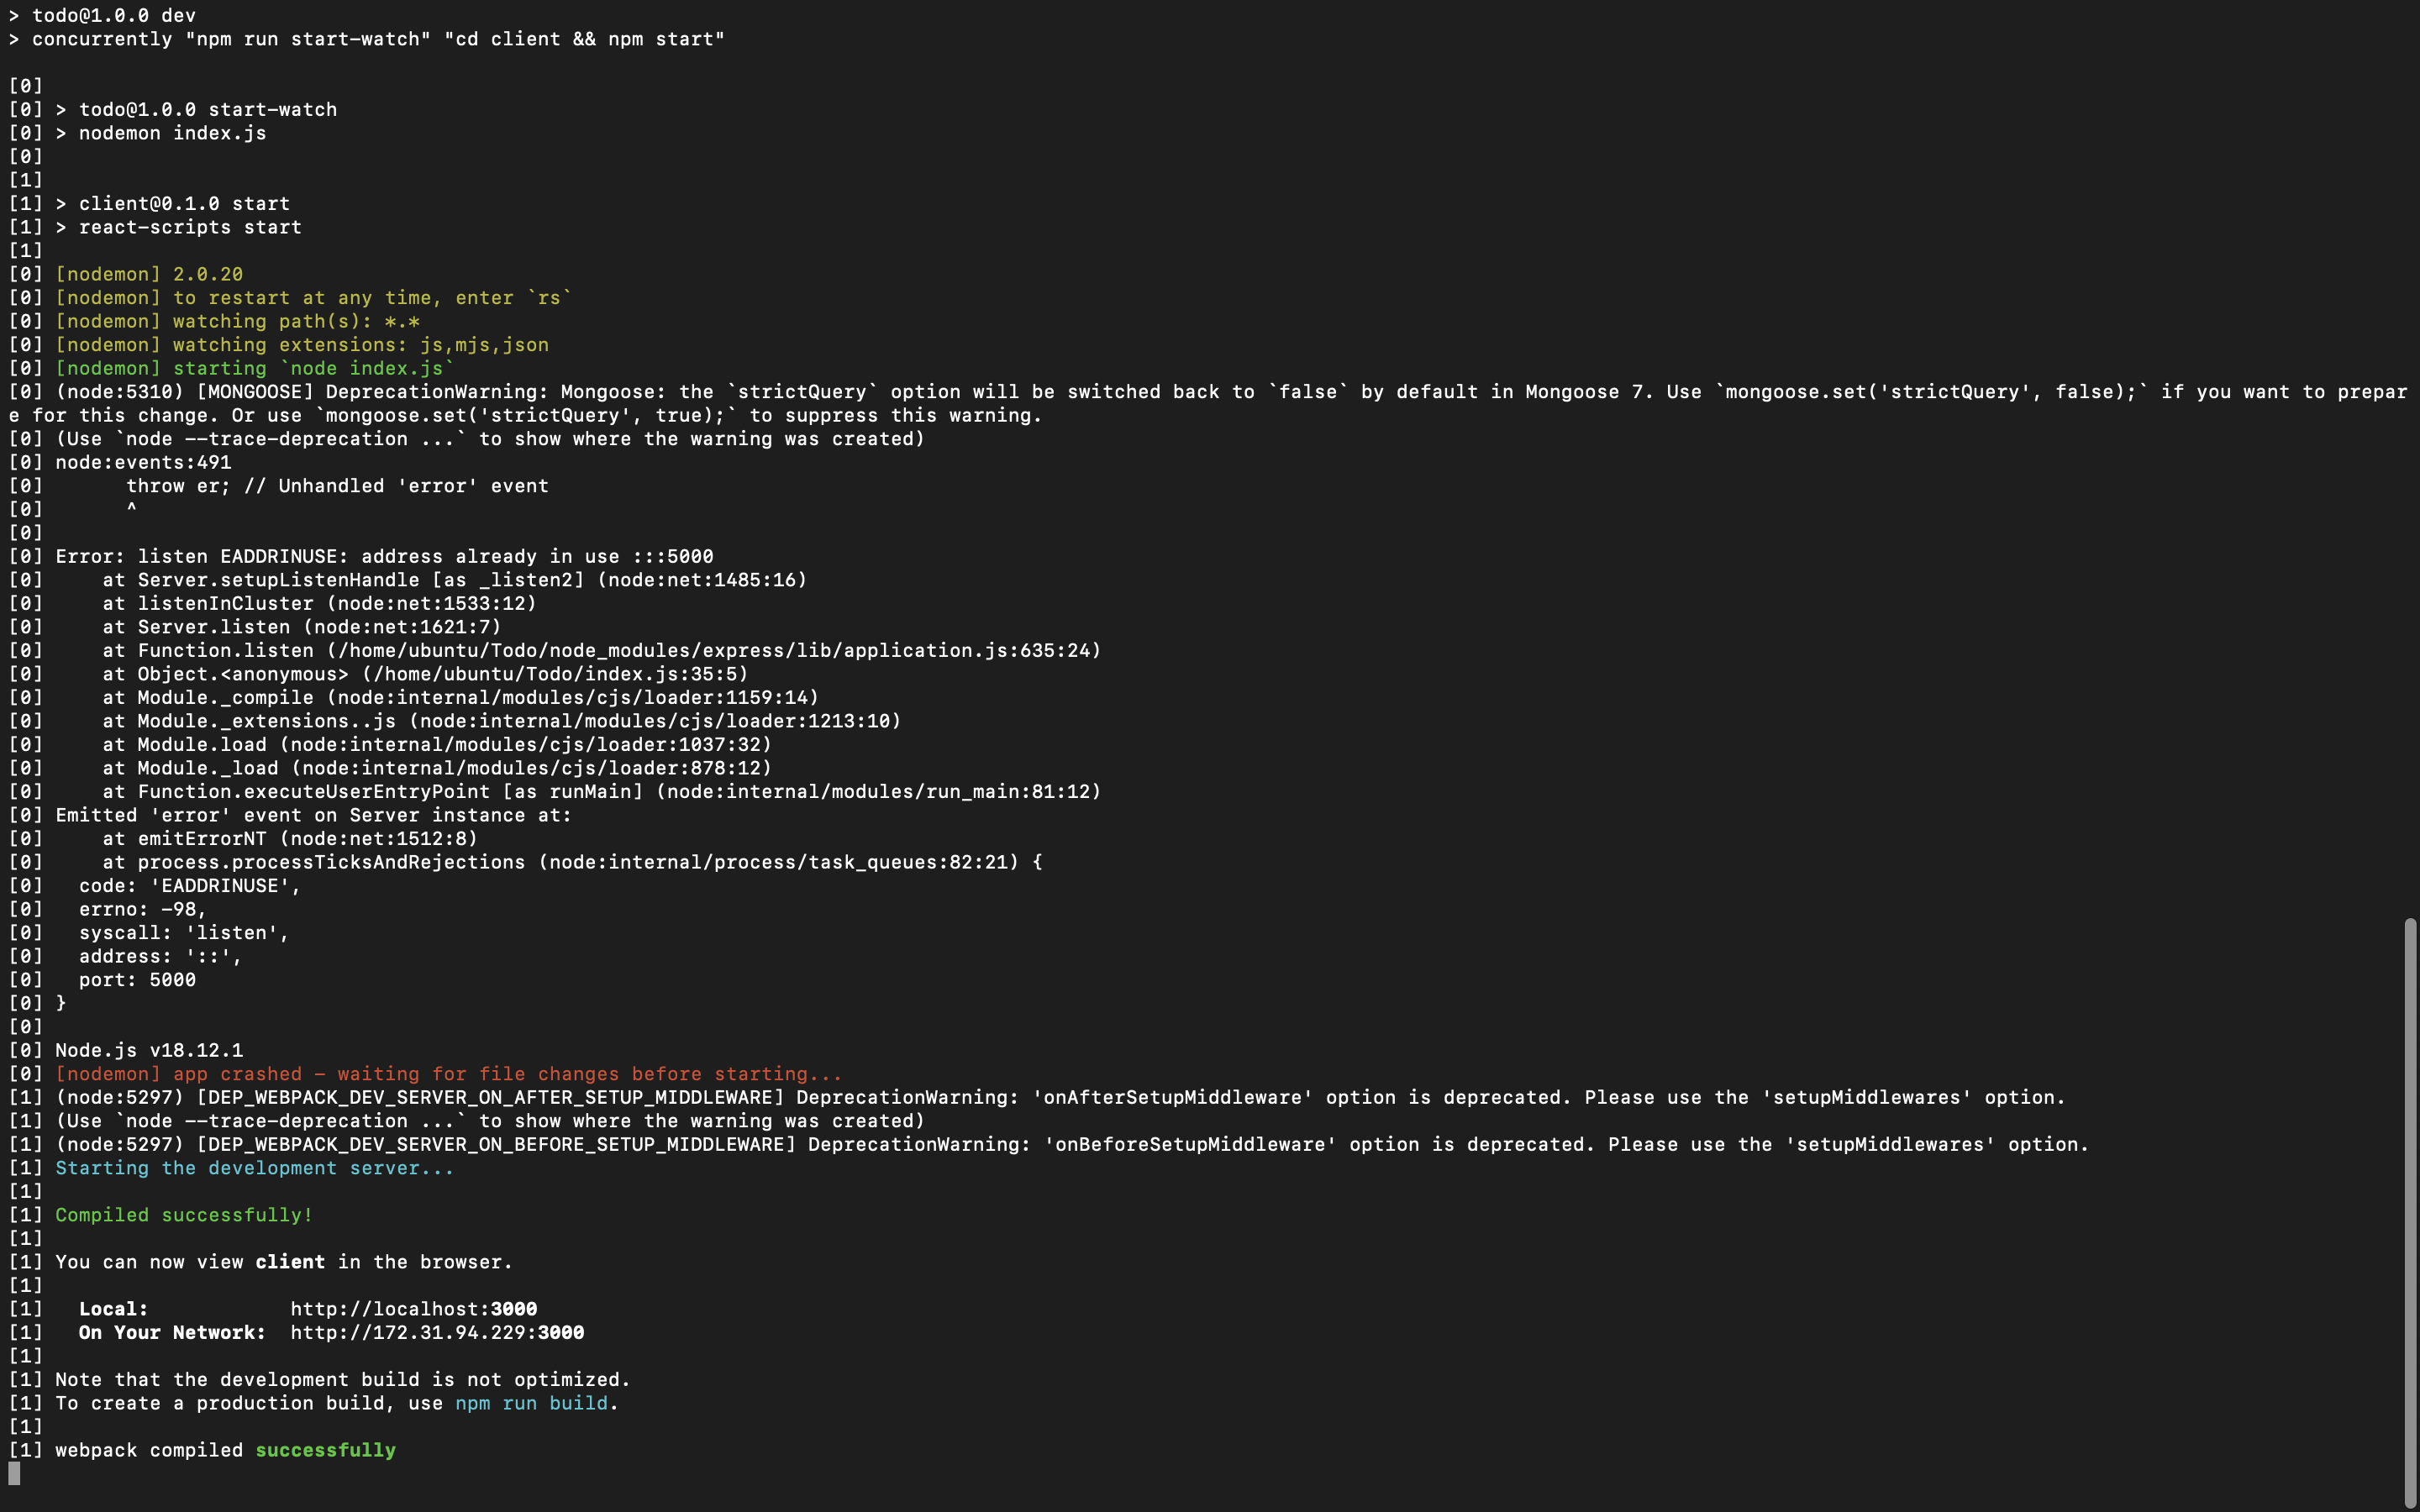 > todo@1.0.0 dev
> concurrently "npm run start-watch" "cd client && npm start"

[0]
[0] > todo@1.0.0 start-watch
[0] > nodemon index.js
[0]
[1]
[1] > client@0.1.0 start
[1] > react-scripts start
[1]
[0] [nodemon] 2.0.20
[0] [nodemon] to restart at any time, enter `rs`
[0] [nodemon] watching path(s): *.*
[0] [nodemon] watching extensions: js,mjs,json
[0] [nodemon] starting `node index.js`
[0] (node:5310) [MONGOOSE] DeprecationWarning: Mongoose: the `strictQuery` option will be switched back to `false` by default in Mongoose 7. Use `mongoose.set('strictQuery', false);` if you want to prepar
e for this change. Or use `mongoose.set('strictQuery', true);` to suppress this warning.
[0] (Use `node --trace-deprecation ...` to show where the warning was created)
[0] node:events:491
[0]       throw er; // Unhandled 'error' event
[0]       ^
[0]
[0] Error: listen EADDRINUSE: address already in use :::5000
[0]     at Server.setupListenHandle [as _listen2] (node:net:1485:16)
[0]     at listenInCluster (node:net:1533:12)
[0]     at Server.listen (node:net:1621:7)
[0]     at Function.listen (/home/ubuntu/Todo/node_modules/express/lib/application.js:635:24)
[0]     at Object.<anonymous> (/home/ubuntu/Todo/index.js:35:5)
[0]     at Module._compile (node:internal/modules/cjs/loader:1159:14)
[0]     at Module._extensions..js (node:internal/modules/cjs/loader:1213:10)
[0]     at Module.load (node:internal/modules/cjs/loader:1037:32)
[0]     at Module._load (node:internal/modules/cjs/loader:878:12)
[0]     at Function.executeUserEntryPoint [as runMain] (node:internal/modules/run_main:81:12)
[0] Emitted 'error' event on Server instance at:
[0]     at emitErrorNT (node:net:1512:8)
[0]     at process.processTicksAndRejections (node:internal/process/task_queues:82:21) {
[0]   code: 'EADDRINUSE',
[0]   errno: -98,
[0]   syscall: 'listen',
[0]   address: '::',
[0]   port: 5000
[0] }
[0]
[0] Node.js v18.12.1
[0] [nodemon] app crashed - waiting for file changes before starting...
[1] (node:5297) [DEP_WEBPACK_DEV_SERVER_ON_AFTER_SETUP_MIDDLEWARE] DeprecationWarning: 'onAfterSetupMiddleware' option is deprecated. Please use the 'setupMiddlewares' option.
[1] (Use `node --trace-deprecation ...` to show where the warning was created)
[1] (node:5297) [DEP_WEBPACK_DEV_SERVER_ON_BEFORE_SETUP_MIDDLEWARE] DeprecationWarning: 'onBeforeSetupMiddleware' option is deprecated. Please use the 'setupMiddlewares' option.
[1] Starting the development server...
[1]
[1] Compiled successfully!
[1]
[1] You can now view client in the browser.
[1]
[1]   Local:            http://localhost:3000
[1]   On Your Network:  http://172.31.94.229:3000
[1]
[1] Note that the development build is not optimized.
[1] To create a production build, use npm run build.
[1]
[1] webpack compiled successfully